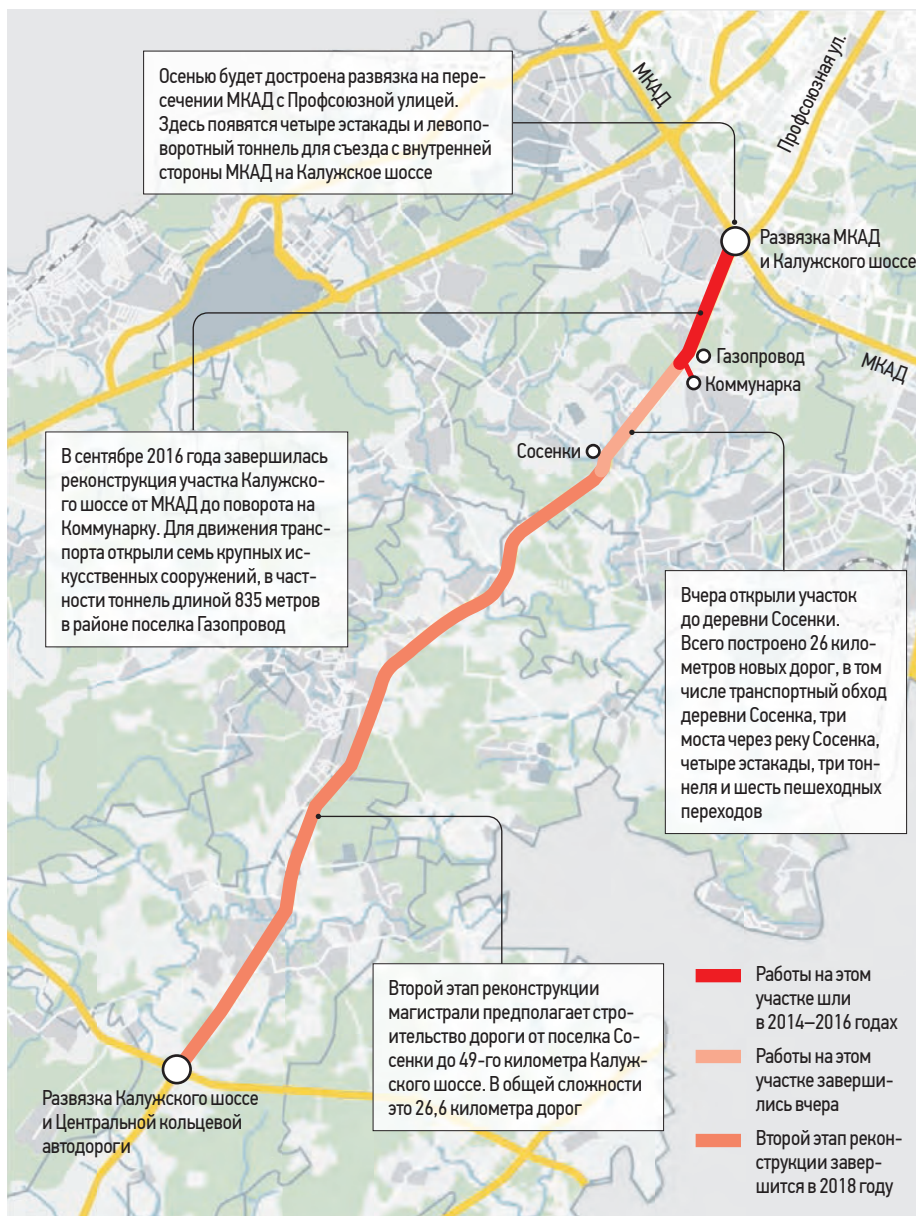 Осенью будет достроена развязка на пере-
сечении МКАД с Профсоюзной улицей.
Здесь появятся четыре эстакады и левопо-
воротный тоннель для съезда с внутренней
стороны МКАД на Калужское шоссе
МКАД
Профсоюзная ул.
Развязка МКАД
и Калужского шоссе
МКАД
Газопровод
Коммунарка
Сосенки
В сентябре 2016 года завершилась
реконструкция участка Калужско-
го шоссе от МКАД до поворота на
Коммунарку. Для движения транс-
порта открыли семь крупных ис-
кусственных сооружений, в част-
ности тоннель длиной 835 метров
в районе поселка Газопровод
Вчера открыли участок
до деревни Сосенки.
Всего построено 26 кило-
метров новых дорог, в том
числе транспортный обход
деревни Сосенка, три
моста через реку Сосенка,
четыре эстакады, три тон-
неля и шесть пешеходных
переходов
Второй этап реконструкции
магистрали предполагает стро-
ительство дороги от поселка Со-
сенки до 49-го километра Калуж-
ского шоссе. В общей сложности
это 26,6 километра дорог
Развязка Калужского шоссе
и Центральной кольцевой
автодороги
Работы на этом
участке шли
в 2014–2016 годах
Работы на этом
участке заверши-
лись вчера
Второй этап рекон-
струкции завер-
шится в 2018 году